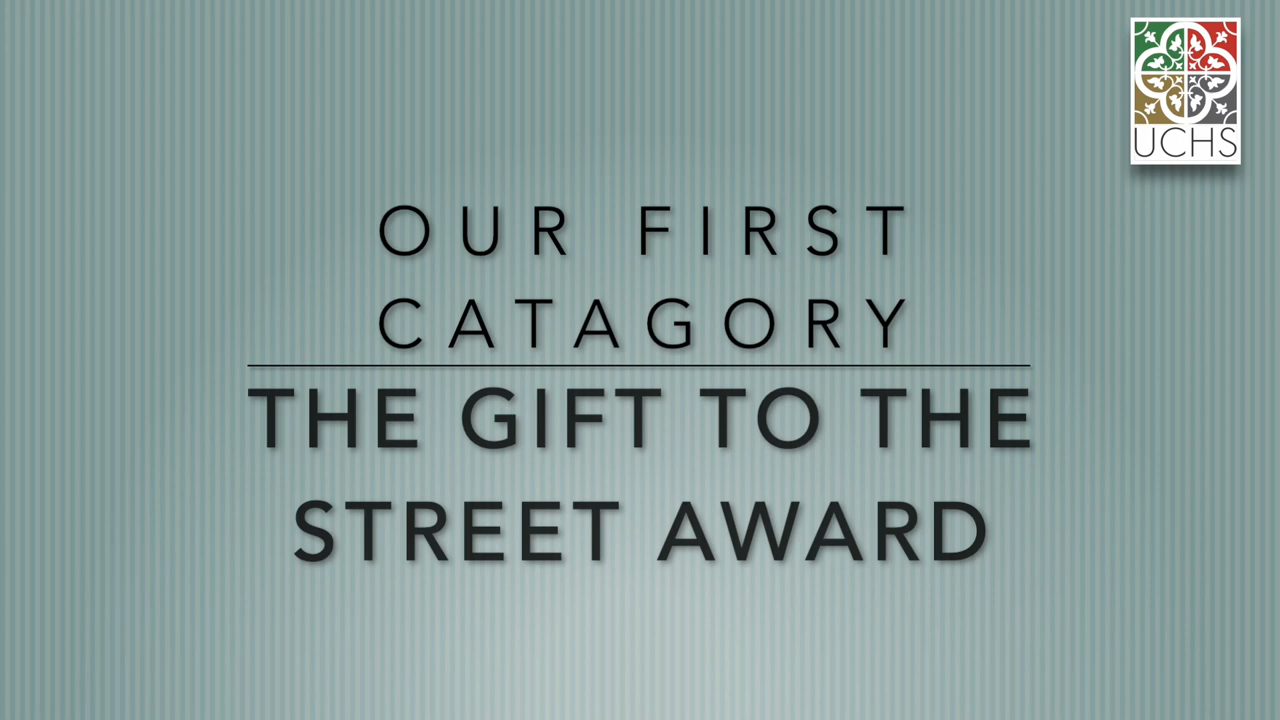 UCHS
OUR FIRST
CATAGORY
THE GIFT TO THE
STREET AWARD